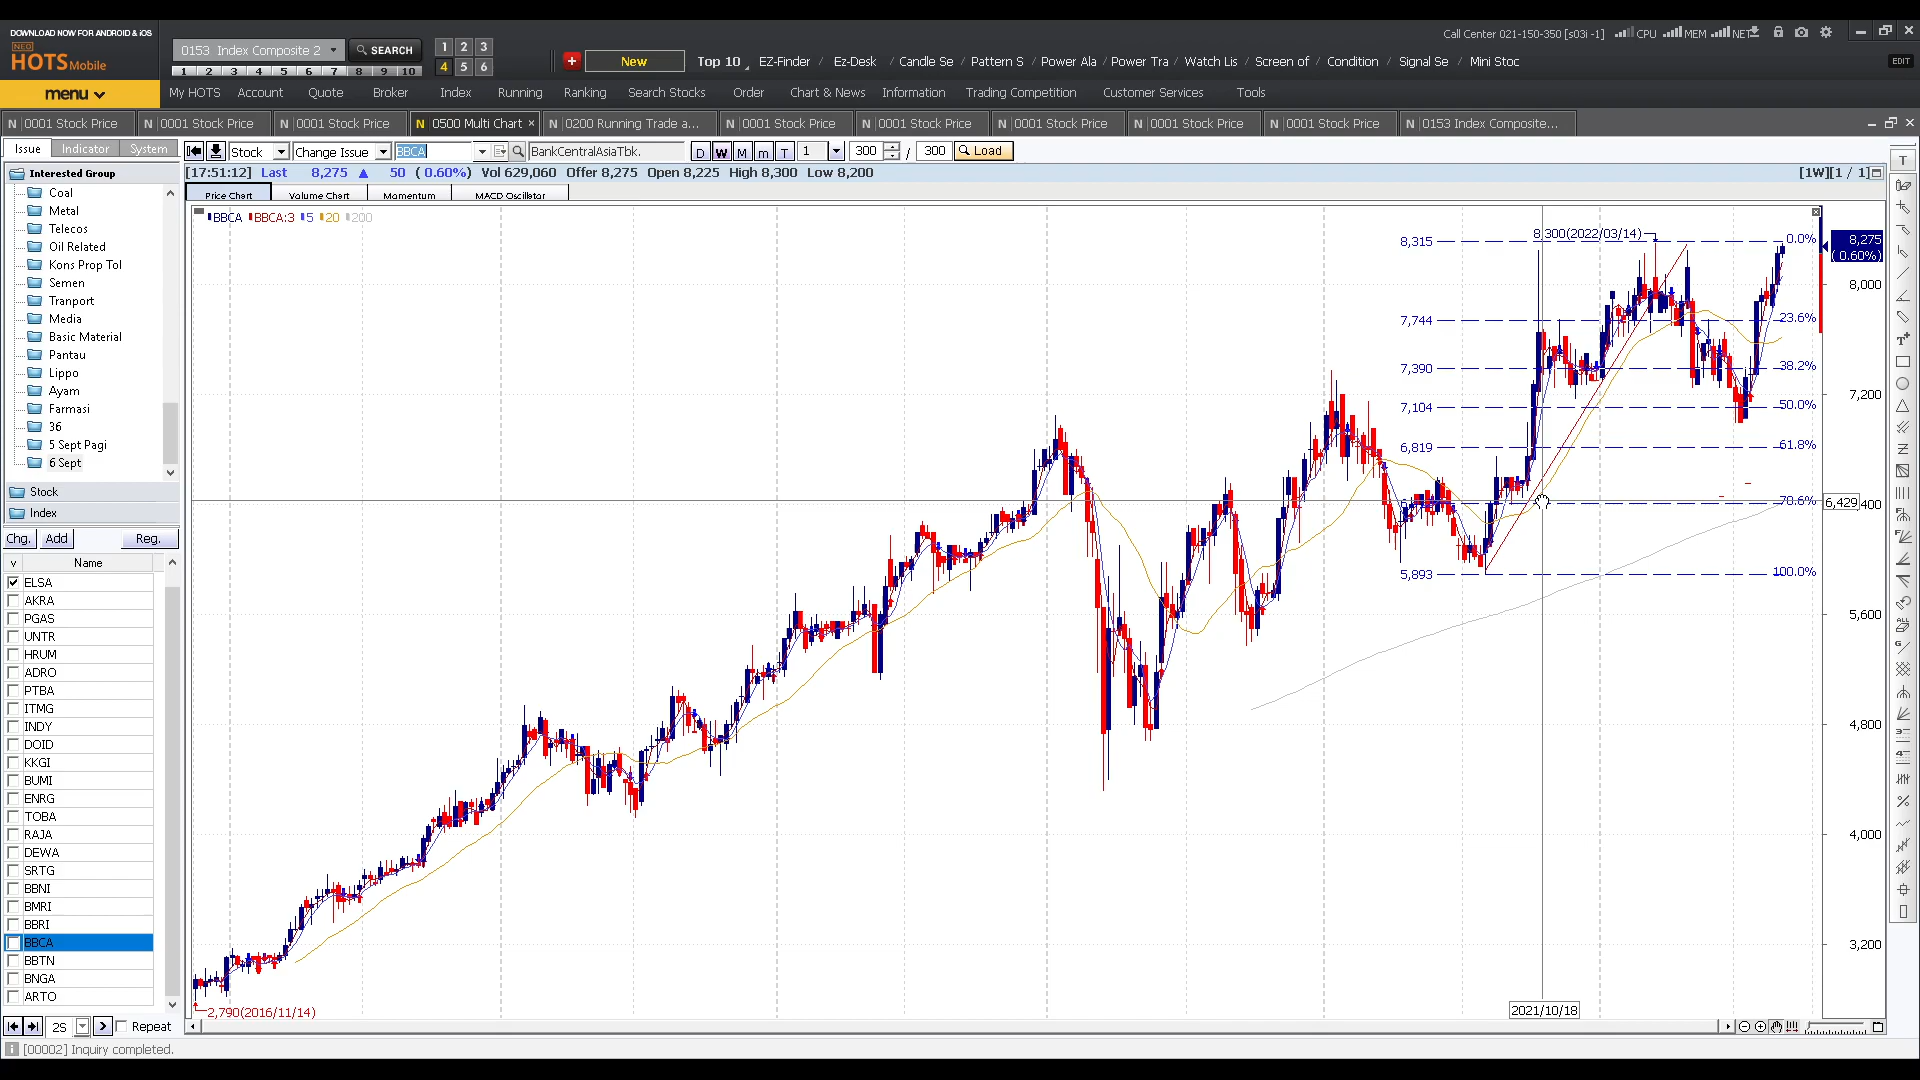 DOWNLOAD NOW FOR ANDROID & iOS
NEO
HOTS Mobile
0153 Index Composite 2
SEARCH
1 2 3
4 5 6
1 2 3 4 5 6 7 8 9 10
New
Call Center 021-150-350 [s03i -1] CPU MEM NET
Top 10 EZ-Finder / Ez-Desk / Candle Se / Pattern S / Power Ala / Power Tra / Watch Lis / Screen of / Condition / Signal Se / Mini Stoc
EDIT
menu
My HOTS Account Quote Broker Index Running Ranking Search Stocks Order Chart & News Information Trading Competition Customer Services Tools
N 0001 Stock Price N 0001 Stock Price N 0001 Stock Price N 0500 Multi Chart × N 0200 Running Trade a... N 0001 Stock Price N 0001 Stock Price N 0001 Stock Price N 0001 Stock Price N 0001 Stock Price N 0153 Index Composite...
Issue Indicator System
Stock Change Issue BBCA BankCentralAsiaTbk. D W M m T 1 300 / 300 Load
[17:51:12] Last 8,275 ▲ 50 ( 0.60%) Vol 629,060 Offer 8,275 Open 8,225 High 8,300 Low 8,200 [1W][1 / 1]
Price Chart Volume Chart Momentum MACD Oscillator
BBCA BBCA:3 5 20 200
Interested Group
Coal
Metal
Telecos
Oil Related
Kons Prop Tol
Semen
Tranport
Media
Basic Material
Pantau
Lippo
Ayam
Farmasi
36
5 Sept Pagi
6 Sept
Stock
Index
Chg. Add Reg.
v Name
ELSA
AKRA
PGAS
UNTR
HRUM
ADRO
PTBA
ITMG
INDY
DOID
KKGI
BUMI
ENRG
TOBA
RAJA
DEWA
SRTG
BBNI
BMRI
BBRI
BBCA
BBTN
BNGA
ARTO
2S Repeat
[00002] Inquiry completed.
8,300(2022/03/14)
8,315 0.0%
7,744 23.6%
7,390 38.2%
7,104 50.0%
6,819 61.8%
70.6%
5,893 100.0%
8,275
( 0.60%)
8,000
7,200
6,429 400
5,600
4,800
4,000
3,200
2,790(2016/11/14)
2021/10/18